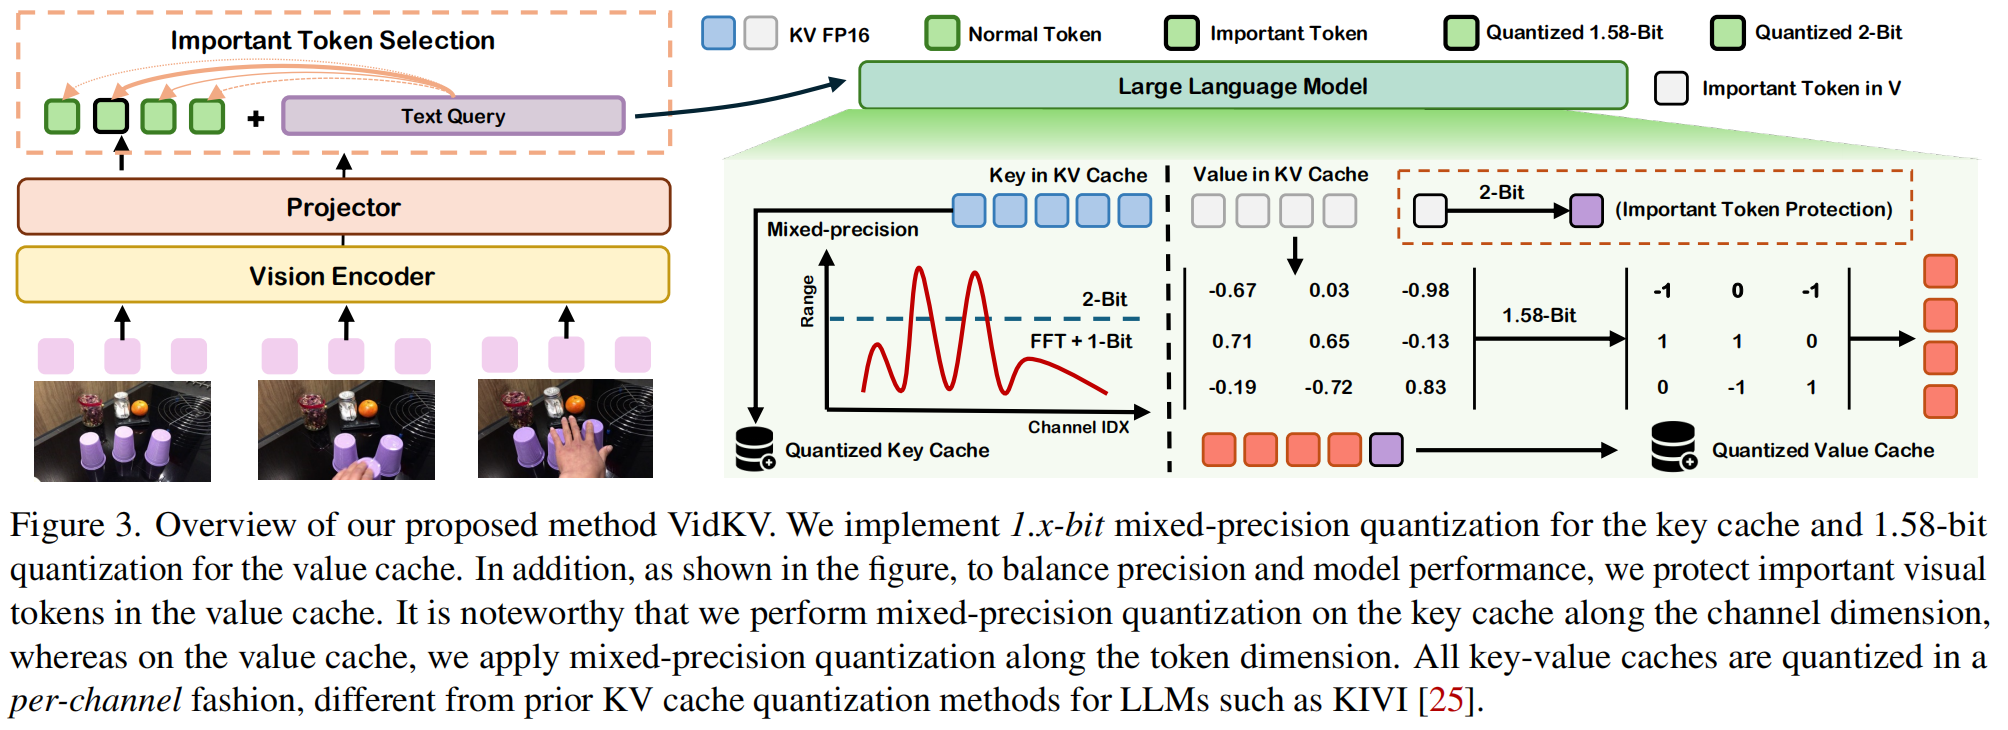 Important Token Selection
+
Text Query
Projector
Vision Encoder
KV FP16
Normal Token
Important Token
Quantized 1.58-Bit
Quantized 2-Bit
Large Language Model
Important Token in V
Key in KV Cache
Mixed-precision
Range
2-Bit
FFT + 1-Bit
Channel IDX
Quantized Key Cache
Value in KV Cache
2-Bit
(Important Token Protection)
-0.67 0.03 -0.98
0.71 0.65 -0.13
-0.19 -0.72 0.83
1.58-Bit
-1 0 -1
1 1 0
0 -1 1
Quantized Value Cache
Figure 3. Overview of our proposed method VidKV. We implement 1.x-bit mixed-precision quantization for the key cache and 1.58-bit
quantization for the value cache. In addition, as shown in the figure, to balance precision and model performance, we protect important visual
tokens in the value cache. It is noteworthy that we perform mixed-precision quantization on the key cache along the channel dimension,
whereas on the value cache, we apply mixed-precision quantization along the token dimension. All key-value caches are quantized in a
per-channel fashion, different from prior KV cache quantization methods for LLMs such as KIVI [25].